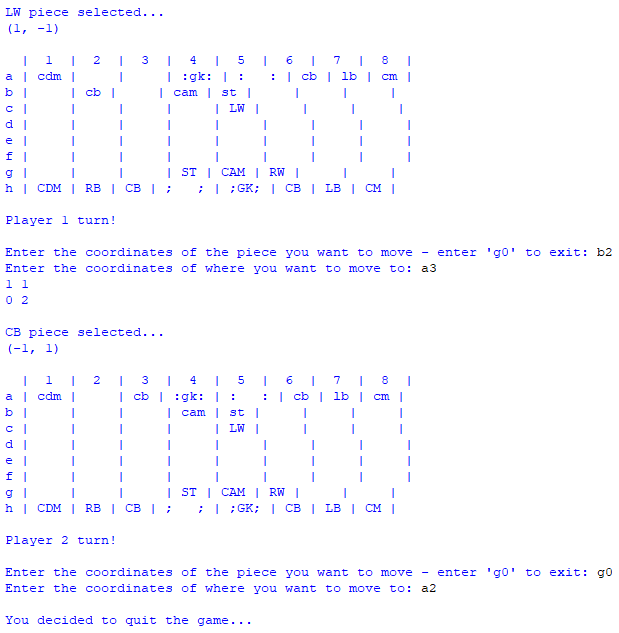 LW piece selected...
(1, -1)
| 1 | 2 | 3 | 4 | 5 | 6 | 7 | 8 |
a | cdm | | | :gk: | : : | cb | lb | cm |
b | | cb | | cam | st | | | |
c | | | | | LW | | | |
d | | | | | | | | |
e | | | | | | | | |
f | | | | | | | | |
g | | | | ST | CAM | RW | | |
h | CDM | RB | CB | ; ; | ;GK; | CB | LB | CM |
Player 1 turn!
Enter the coordinates of the piece you want to move - enter 'g0' to exit: b2
Enter the coordinates of where you want to move to: a3
1 1
0 2
CB piece selected...
(-1, 1)
| 1 | 2 | 3 | 4 | 5 | 6 | 7 | 8 |
a | cdm | | cb | :gk: | : : | cb | lb | cm |
b | | | | cam | st | | | |
c | | | | | LW | | | |
d | | | | | | | | |
e | | | | | | | | |
f | | | | | | | | |
g | | | | ST | CAM | RW | | |
h | CDM | RB | CB | ; ; | ;GK; | CB | LB | CM |
Player 2 turn!
Enter the coordinates of the piece you want to move - enter 'g0' to exit: g0
Enter the coordinates of where you want to move to: a2
You decided to quit the game...